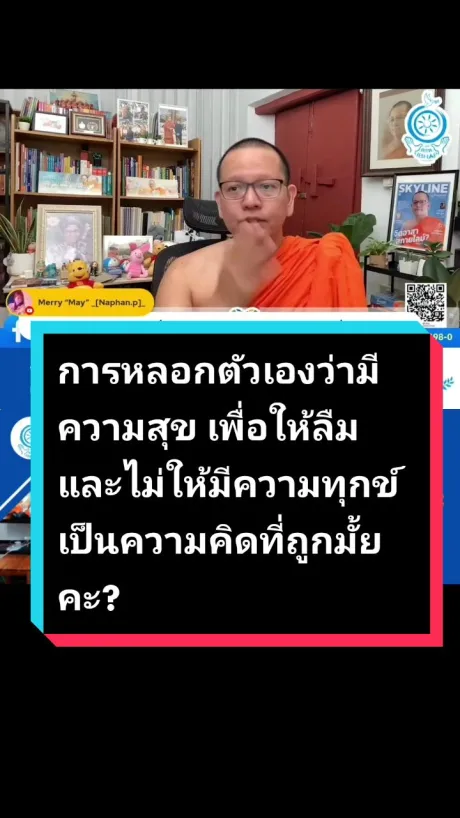 SKYLINE
Merry "May" _[Naphan.p]_
98-0
การหลอกตัวเองว่ามี
ความสุข เพื่อให้ลืม
และไม่ให้มีความทุกข์
เป็นความคิดที่ถูกมั้ย
คะ?